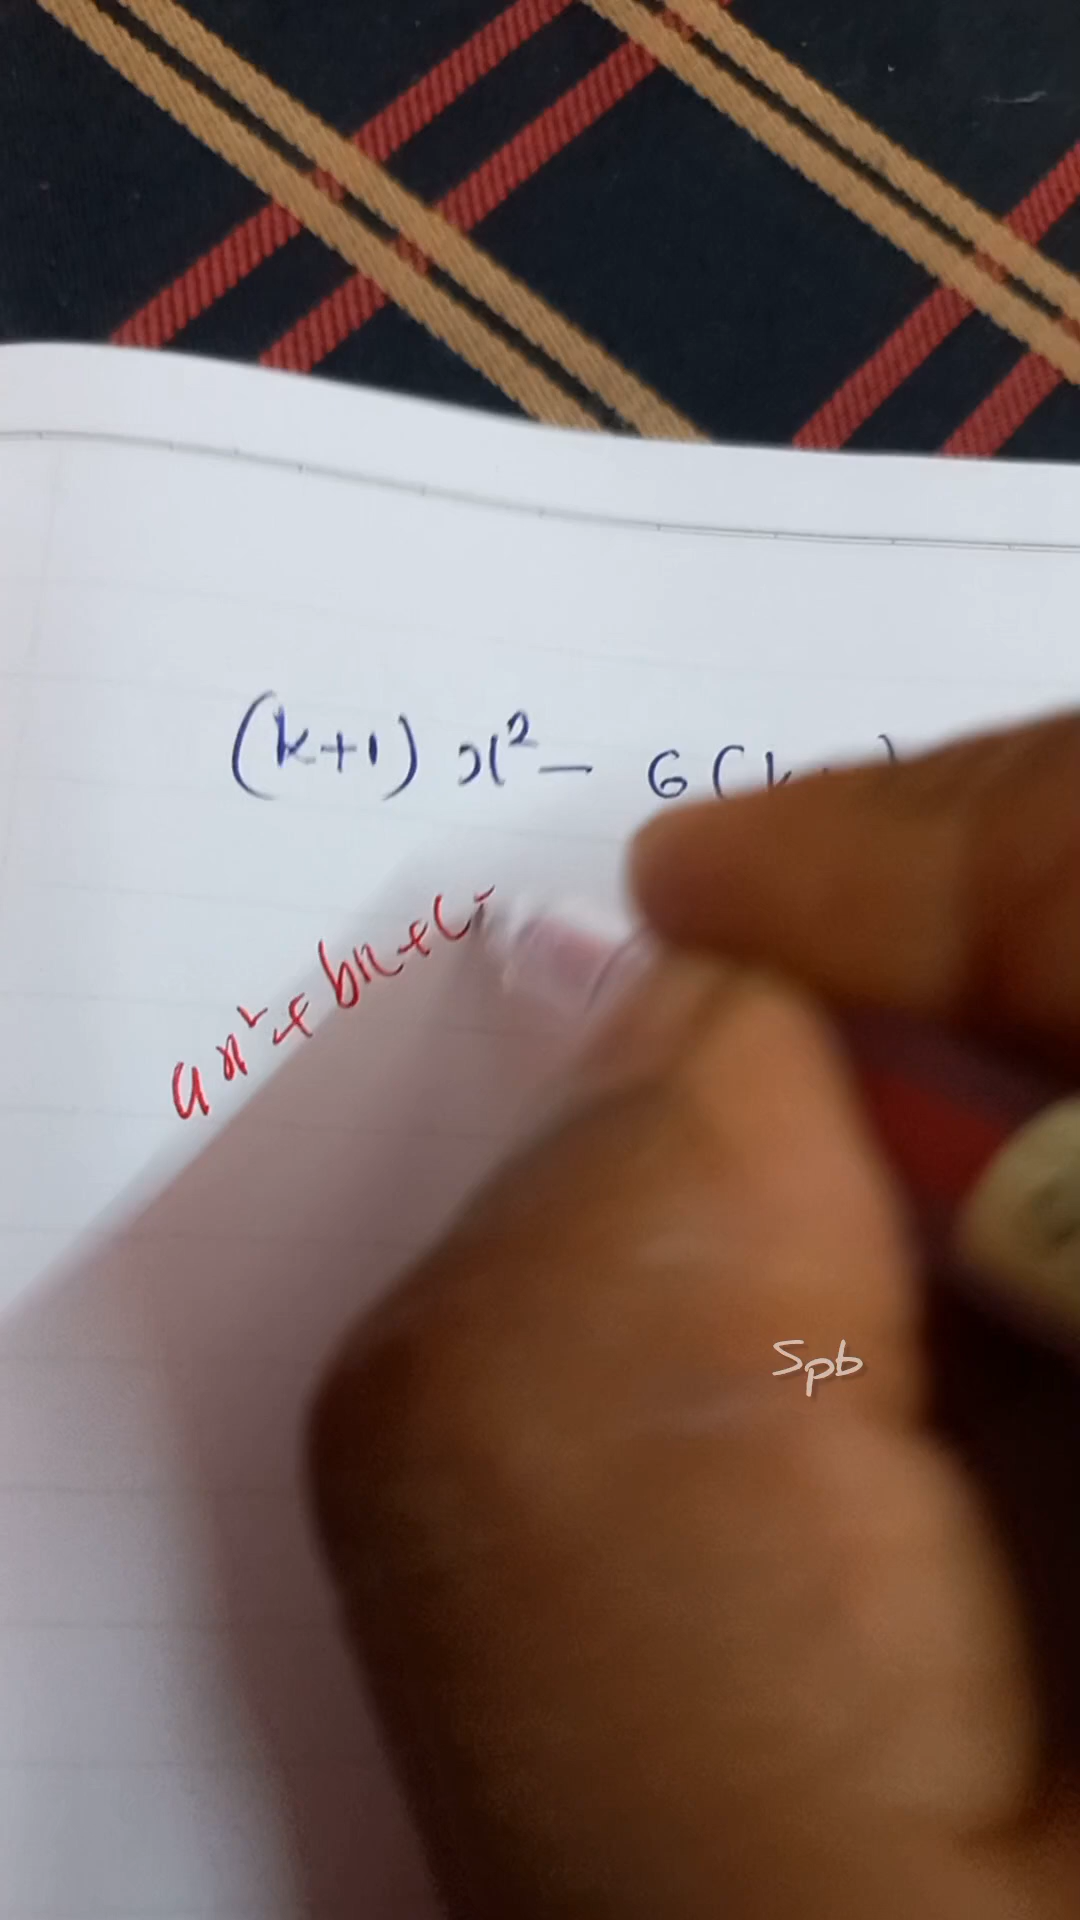 (k+1) x² - 6(k
ax² + bx + c
Spb